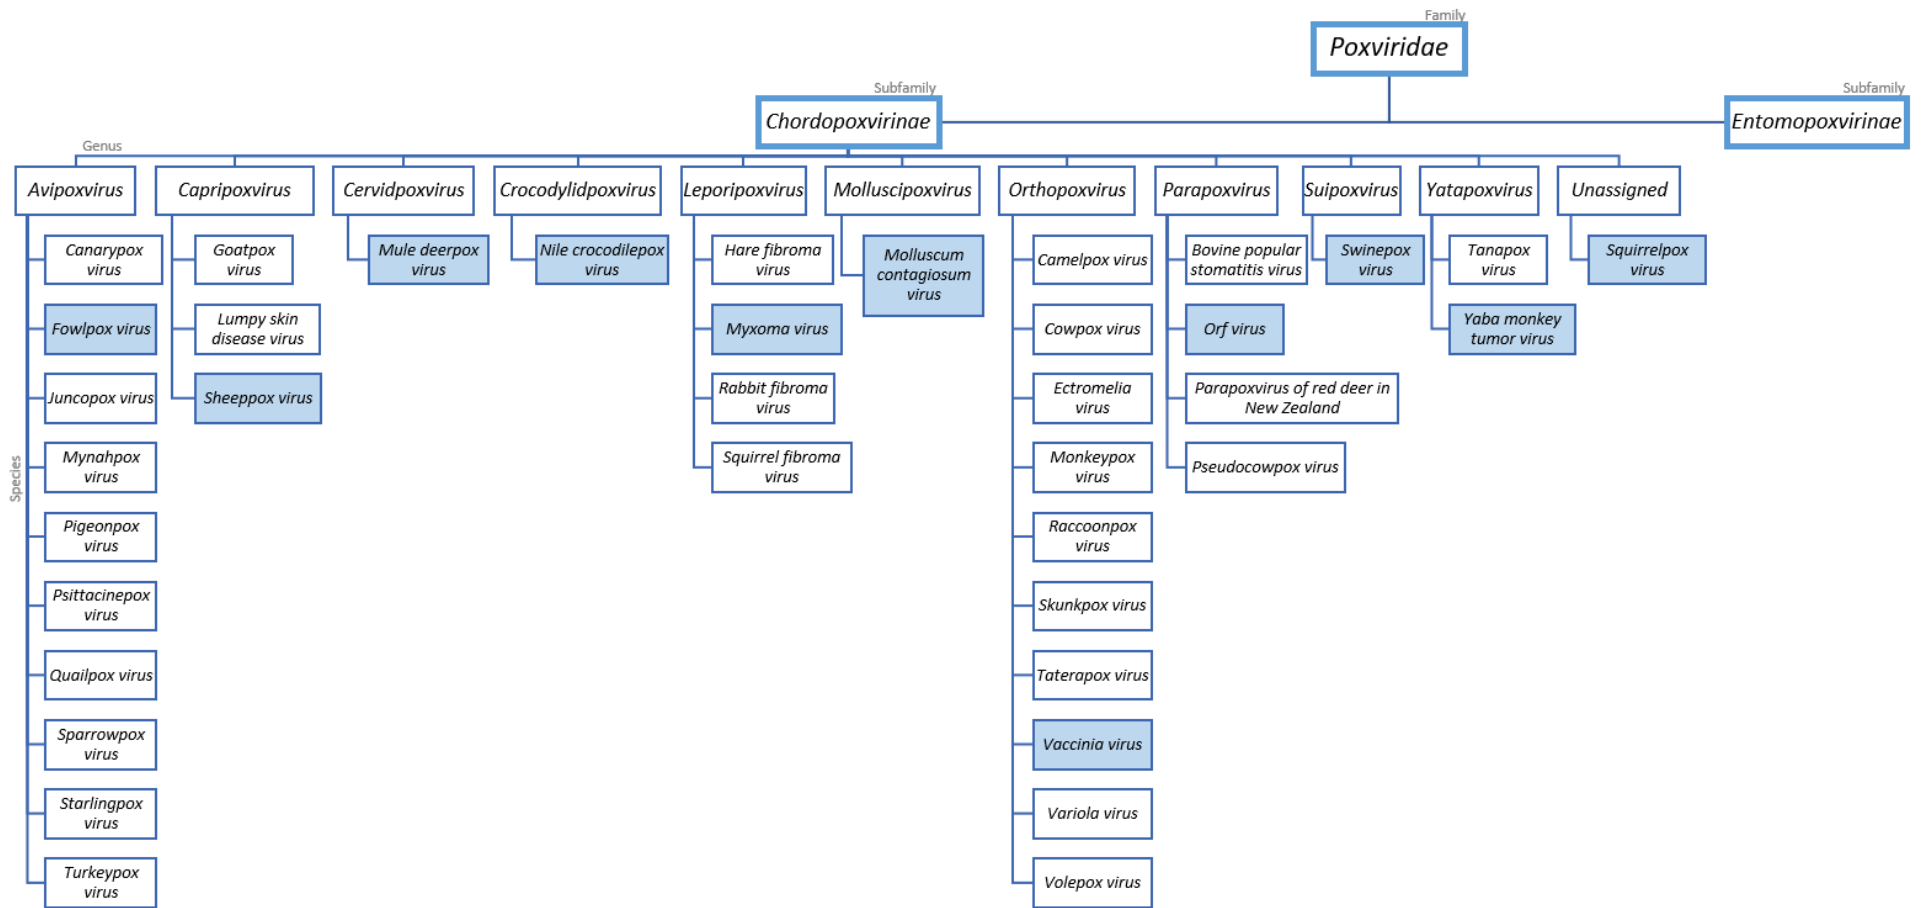 Family
Poxviridae
Subfamily
Chordopoxvirinae
Subfamily
Entomopoxvirinae
Genus
Avipoxvirus
Capripoxvirus
Cervidpoxvirus
Crocodylidpoxvirus
Leporipoxvirus
Molluscipoxvirus
Orthopoxvirus
Parapoxvirus
Suipoxvirus
Yatapoxvirus
Unassigned
Species
Canarypox
virus
Fowlpox virus
Juncopox virus
Mynahpox
virus
Pigeonpox
virus
Psittacinepox
virus
Quailpox virus
Sparrowpox
virus
Starlingpox
virus
Turkeypox
virus
Goatpox
virus
Lumpy skin
disease virus
Sheeppox virus
Mule deerpox
virus
Nile crocodilepox
virus
Hare fibroma
virus
Myxoma virus
Rabbit fibroma
virus
Squirrel fibroma
virus
Molluscum
contagiosum
virus
Camelpox virus
Cowpox virus
Ectromelia
virus
Monkeypox
virus
Raccoonpox
virus
Skunkpox virus
Taterapox virus
Vaccinia virus
Variola virus
Volepox virus
Bovine popular
stomatitis virus
Orf virus
Parapoxvirus of red deer in
New Zealand
Pseudocowpox virus
Swinepox
virus
Tanapox
virus
Yaba monkey
tumor virus
Squirrelpox
virus